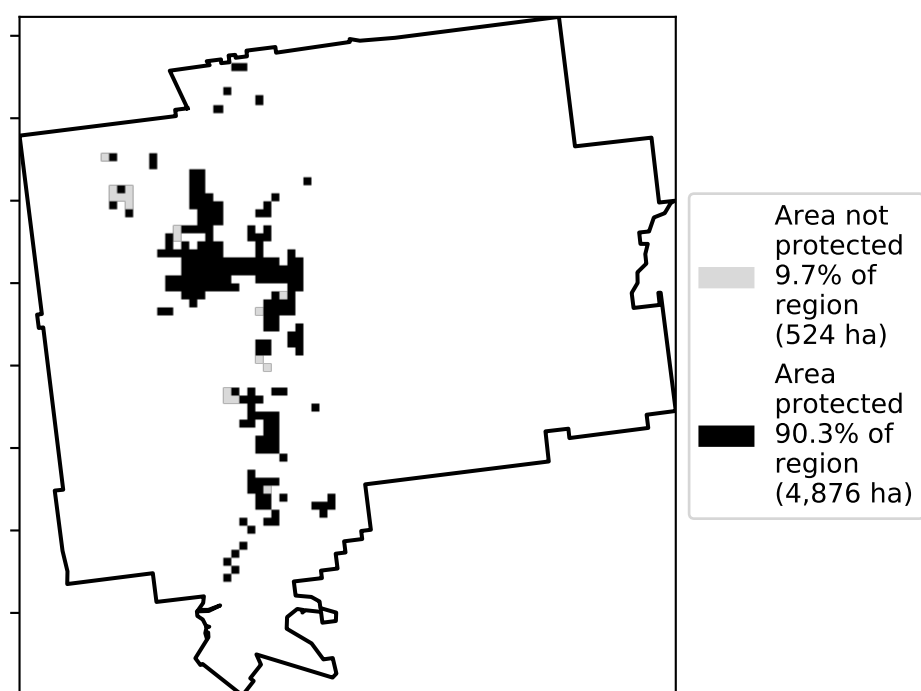 Area not
protected
9.7% of
region
(524 ha)
Area
protected
90.3% of
region
(4,876 ha)